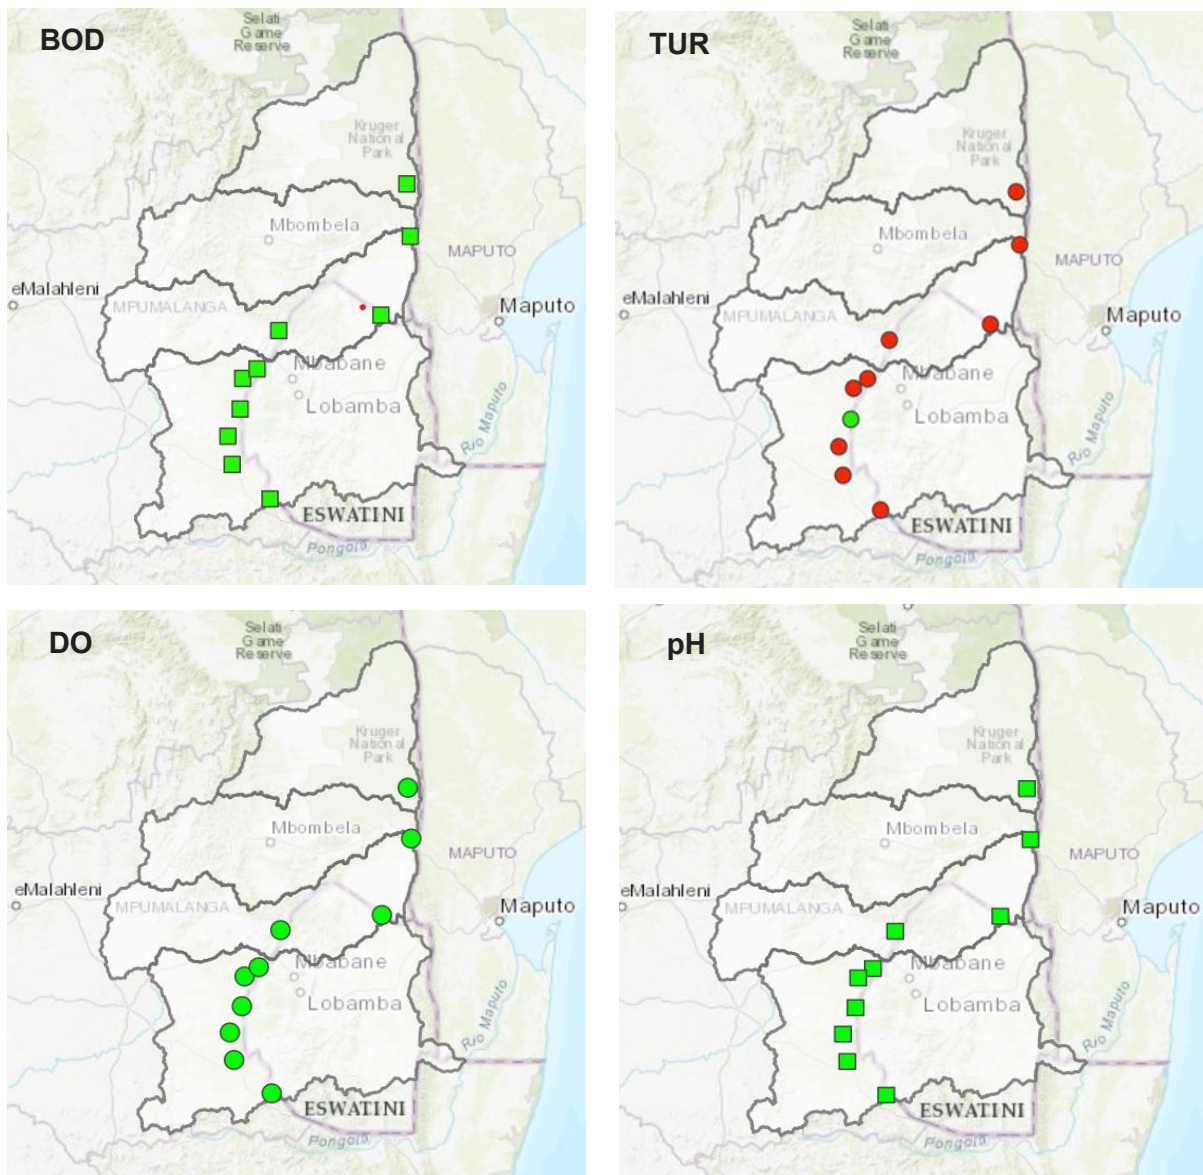 BOD
Selati
Game
Reserve
Kruger
National
Park
Mbombela
MAPUTO
eMalahleni
MPUMALANGA
Maputo
Mbabane
Lobamba
Rio Maputo
ESWATINI
Pongola
TUR
Selati
Game
Reserve
Kruger
National
Park
Mbombela
MAPUTO
eMalahleni
MPUMALANGA
Maputo
Mbabane
Lobamba
Rio Maputo
ESWATINI
Pongola
DO
Selati
Game
Reserve
Kruger
National
Park
Mbombela
MAPUTO
eMalahleni
MPUMALANGA
Maputo
Mbabane
Lobamba
Rio Maputo
ESWATINI
Pongola
pH
Selati
Game
Reserve
Kruger
National
Park
Mbombela
MAPUTO
eMalahleni
MPUMALANGA
Maputo
Mbabane
Lobamba
Rio Maputo
ESWATINI
Pongola